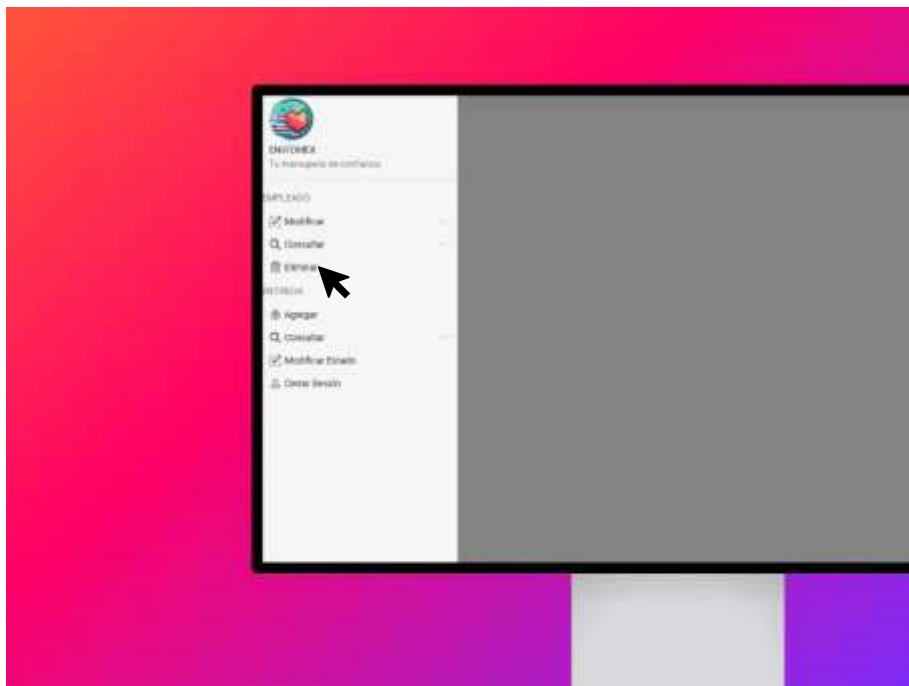 ENVIOMEX
Tu mensajería de confianza
EMPLEADO
Modificar
Consultar
Eliminar
ENTREGA
Agregar
Consultar
Modificar Estado
Cerrar Sesión